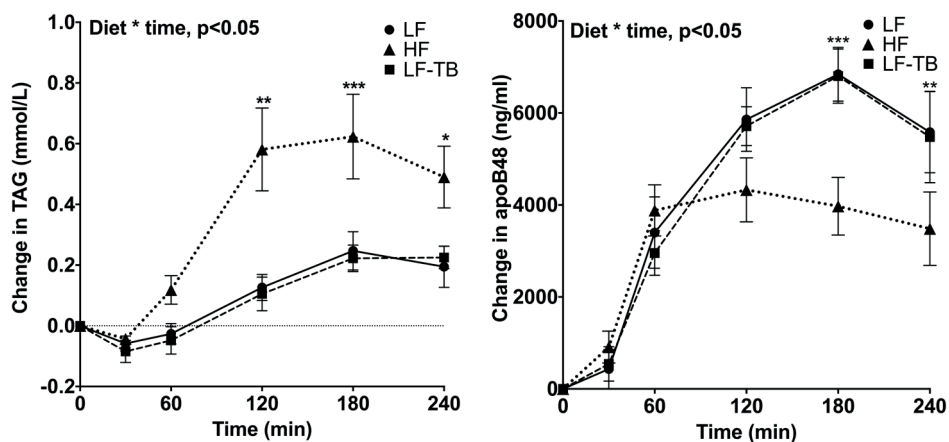 Diet * time, p<0.05
LF
HF
LF-TB
1.0
0.8
0.6
0.4
0.2
0.0
-0.2
**
***
*
Change in TAG (mmol/L)
0
60
120
180
240
Time (min)
Diet * time, p<0.05
LF
HF
LF-TB
8000
6000
4000
2000
0
***
**
Change in apoB48 (ng/ml)
0
60
120
180
240
Time (min)